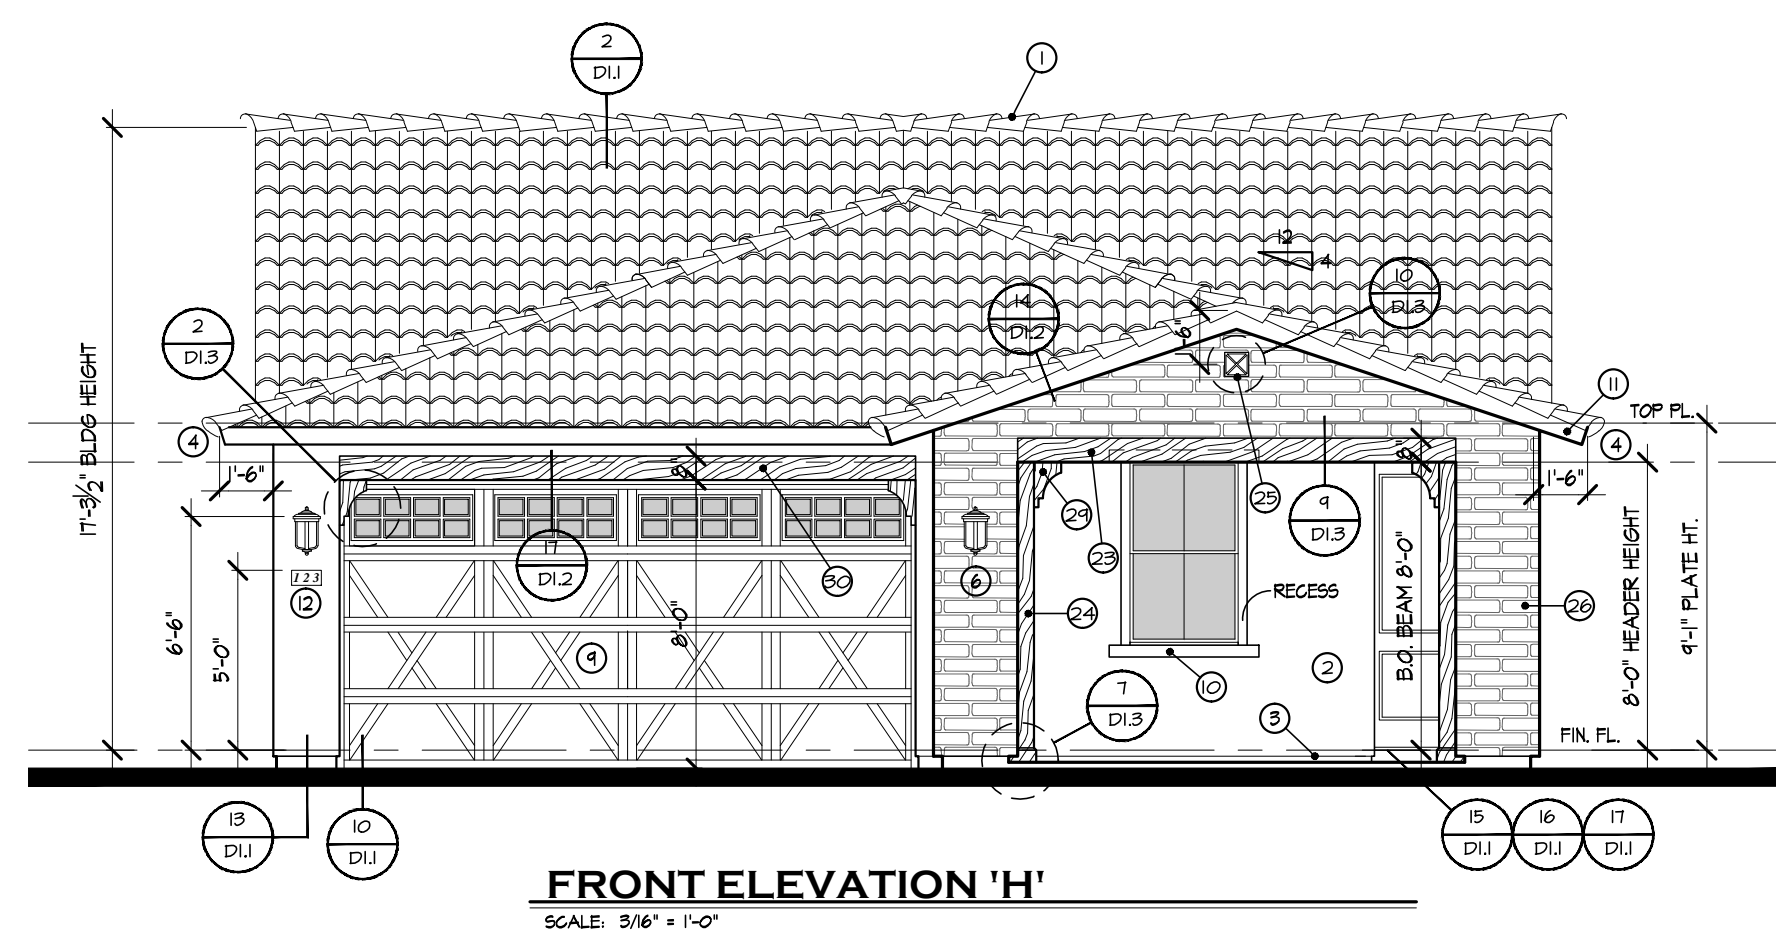 2
D1.1
1
12
4
10
D1.3
14
D1.2
6"
2
D1.3
11
TOP PL.
4
4
17'-3½" BLDG HEIGHT
1'-6"
8"
8"
1'-6"
25
9
D1.3
29
23
17
D1.2
30
6
123
12
24
RECESS
26
6'-6"
5'-0"
8'-0"
9
B.O. BEAM 8'-0"
8'-0" HEADER HEIGHT
9'-1" PLATE HT.
2
10
7
D1.3
3
FIN. FL.
13
D1.1
10
D1.1
15
D1.1
16
D1.1
17
D1.1
FRONT ELEVATION 'H'
SCALE: 3/16" = 1'-0"